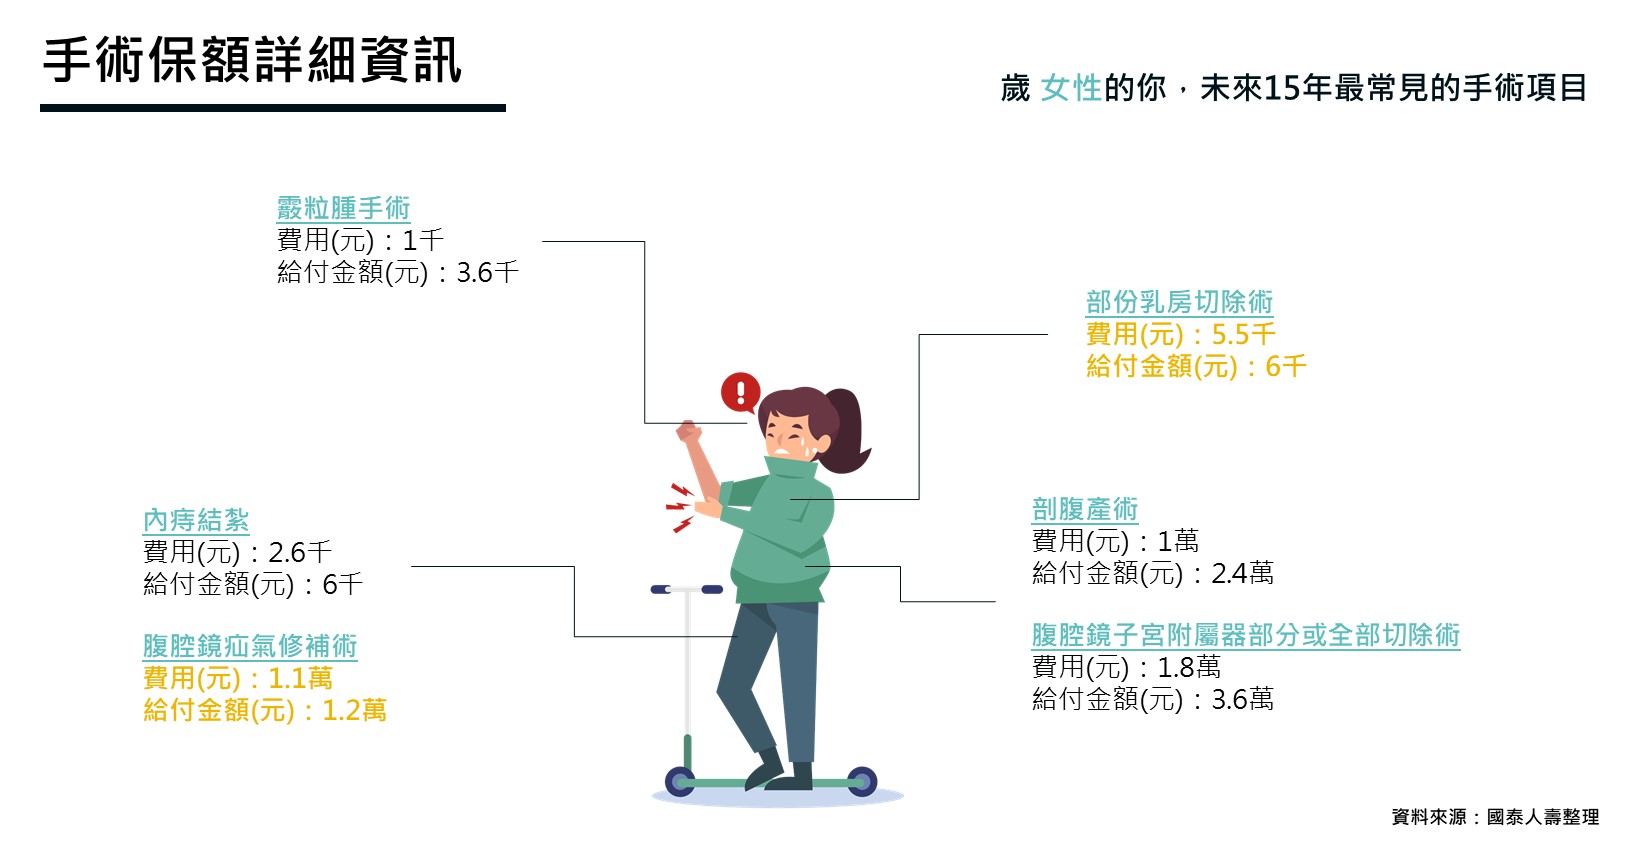 手術保額詳細資訊
歲 女性的你，未來15年最常見的手術項目
霰粒腫手術
費用(元)：1千
給付金額(元)：3.6千
部份乳房切除術
費用(元)：5.5千
給付金額(元)：6千
內痔結紮
費用(元)：2.6千
給付金額(元)：6千
腹腔鏡疝氣修補術
費用(元)：1.1萬
給付金額(元)：1.2萬
剖腹產術
費用(元)：1萬
給付金額(元)：2.4萬
腹腔鏡子宮附屬器部分或全部切除術
費用(元)：1.8萬
給付金額(元)：3.6萬
資料來源：國泰人壽整理